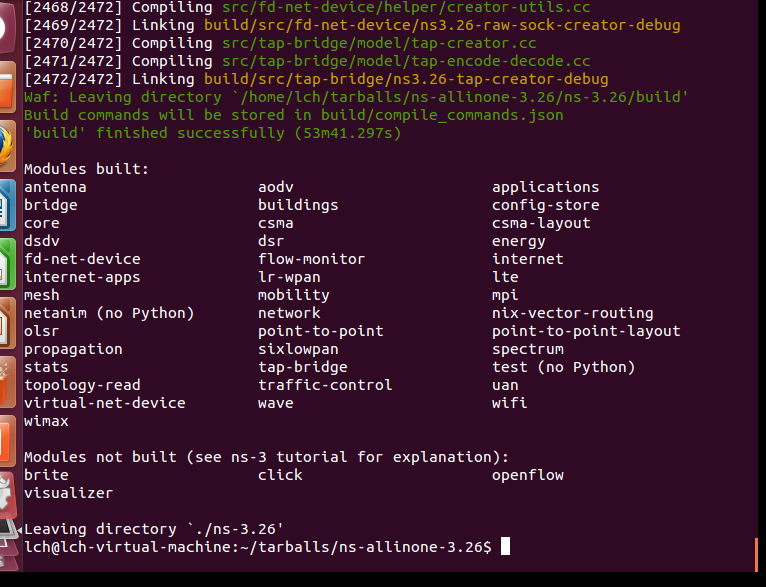 [2468/2472] Compiling src/fd-net-device/helper/creator-utils.cc
[2469/2472] Linking build/src/fd-net-device/ns3.26-raw-sock-creator-debug
[2470/2472] Compiling src/tap-bridge/model/tap-creator.cc
[2471/2472] Compiling src/tap-bridge/model/tap-encode-decode.cc
[2472/2472] Linking build/src/tap-bridge/ns3.26-tap-creator-debug
Waf: Leaving directory `/home/lch/tarballs/ns-allinone-3.26/ns-3.26/build'
Build commands will be stored in build/compile_commands.json
'build' finished successfully (53m41.297s)
Modules built:
antenna aodv applications
bridge buildings config-store
core csma csma-layout
dsdv dsr energy
fd-net-device flow-monitor internet
internet-apps lr-wpan lte
mesh mobility mpi
netanim (no Python) network nix-vector-routing
olsr point-to-point point-to-point-layout
propagation sixlowpan spectrum
stats tap-bridge test (no Python)
topology-read traffic-control uan
virtual-net-device wave wifi
wimax
Modules not built (see ns-3 tutorial for explanation):
brite click openflow
visualizer
Leaving directory `./ns-3.26'
lch@lch-virtual-machine:~/tarballs/ns-allinone-3.26$